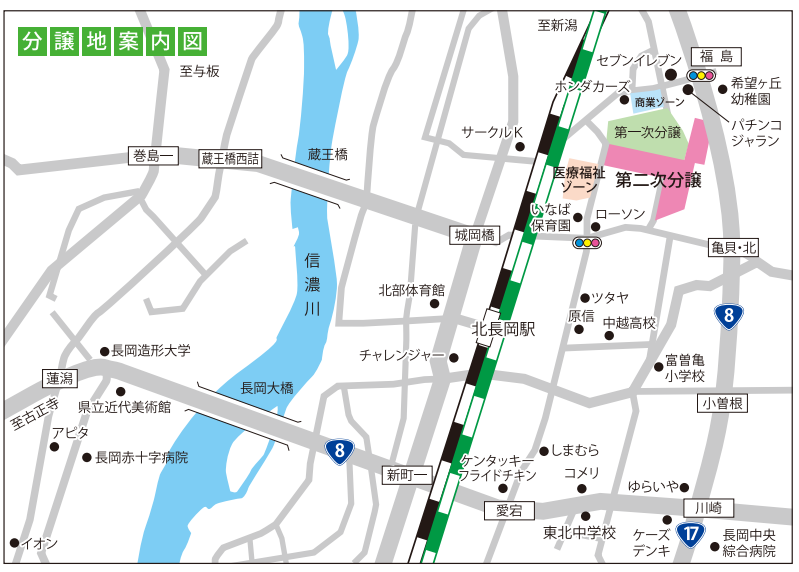 分譲地案内図
至新潟
至与板
セブンイレブン
福島
ホンダカーズ
商業ゾーン
希望ヶ丘
幼稚園
パチンコ
ジャラン
第一次分譲
サークルK
巻島一
蔵王橋西詰
蔵王橋
医療福祉
ゾーン
第二次分譲
いなば
保育園
ローソン
城岡橋
亀貝・北
信濃川
北部体育館
ツタヤ
8
原信
中越高校
北長岡駅
長岡造形大学
チャレンジャー
富曽亀
小学校
蓮潟
長岡大橋
小曽根
至古正寺
県立近代美術館
アピタ
長岡赤十字病院
8
しまむら
新町一
ケンタッキー
フライドチキン
コメリ
ゆらいや
愛宕
川崎
イオン
東北中学校
ケーズ
デンキ
17
長岡中央
綜合病院